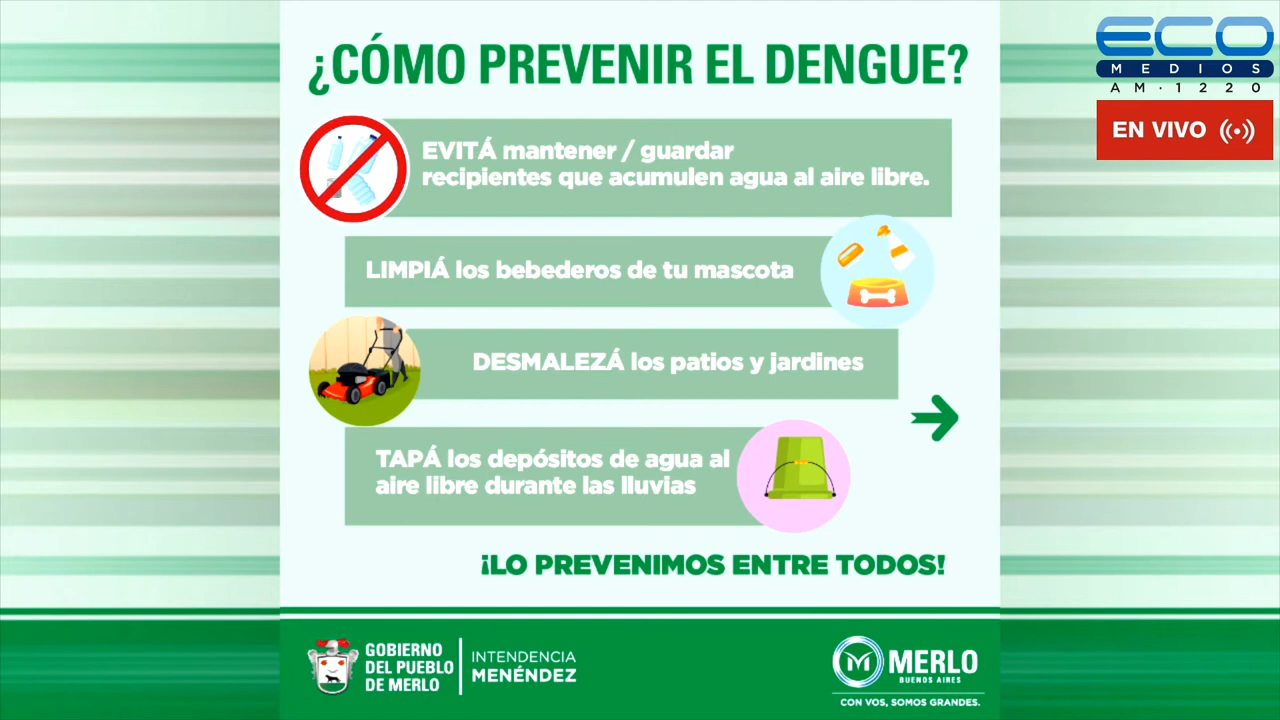 ¿CÓMO PREVENIR EL DENGUE?
ECO
MEDIOS
AM·1220
EN VIVO
EVITÁ mantener / guardar
recipientes que acumulen agua al aire libre.
LIMPIÁ los bebederos de tu mascota
DESMALEZÁ los patios y jardines
TAPÁ los depósitos de agua al
aire libre durante las lluvias
¡LO PREVENIMOS ENTRE TODOS!
GOBIERNO
DEL PUEBLO
DE MERLO
INTENDENCIA
MENÉNDEZ
MERLO
BUENOS AIRES
CON VOS, SOMOS GRANDES.